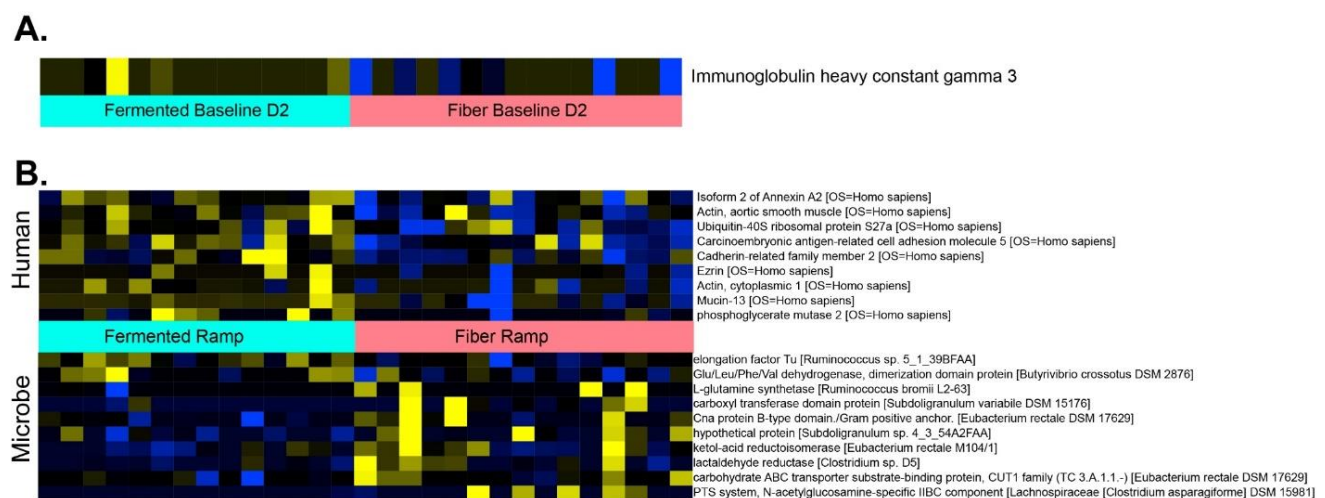 A.
Immunoglobulin heavy constant gamma 3
Fermented Baseline D2
Fiber Baseline D2
B.
Human
Isoform 2 of Annexin A2 [OS=Homo sapiens]
Actin, aortic smooth muscle [OS=Homo sapiens]
Ubiquitin-40S ribosomal protein S27a [OS=Homo sapiens]
Carcinoembryonic antigen-related cell adhesion molecule 5 [OS=Homo sapiens]
Cadherin-related family member 2 [OS=Homo sapiens]
Ezrin [OS=Homo sapiens]
Actin, cytoplasmic 1 [OS=Homo sapiens]
Mucin-13 [OS=Homo sapiens]
phosphoglycerate mutase 2 [OS=Homo sapiens]
Fermented Ramp
Fiber Ramp
Microbe
elongation factor Tu [Ruminococcus sp. 5_1_39BFAA]
Glu/Leu/Phe/Val dehydrogenase, dimerization domain protein [Butyrivibrio crossotus DSM 2876]
L-glutamine synthetase [Ruminococcus bromii L2-63]
carboxyl transferase domain protein [Subdoligranulum variabile DSM 15176]
Cna protein B-type domain./Gram positive anchor. [Eubacterium rectale DSM 17629]
hypothetical protein [Subdoligranulum sp. 4_3_54A2FAA]
ketol-acid reductoisomerase [Eubacterium rectale M104/1]
lactaldehyde reductase [Clostridium sp. D5]
carbohydrate ABC transporter substrate-binding protein, CUT1 family (TC 3.A.1.1.-) [Eubacterium rectale DSM 17629]
PTS system, N-acetylglucosamine-specific IIBC component [Lachnospiraceae [Clostridium asparagiforme] DSM 15981]